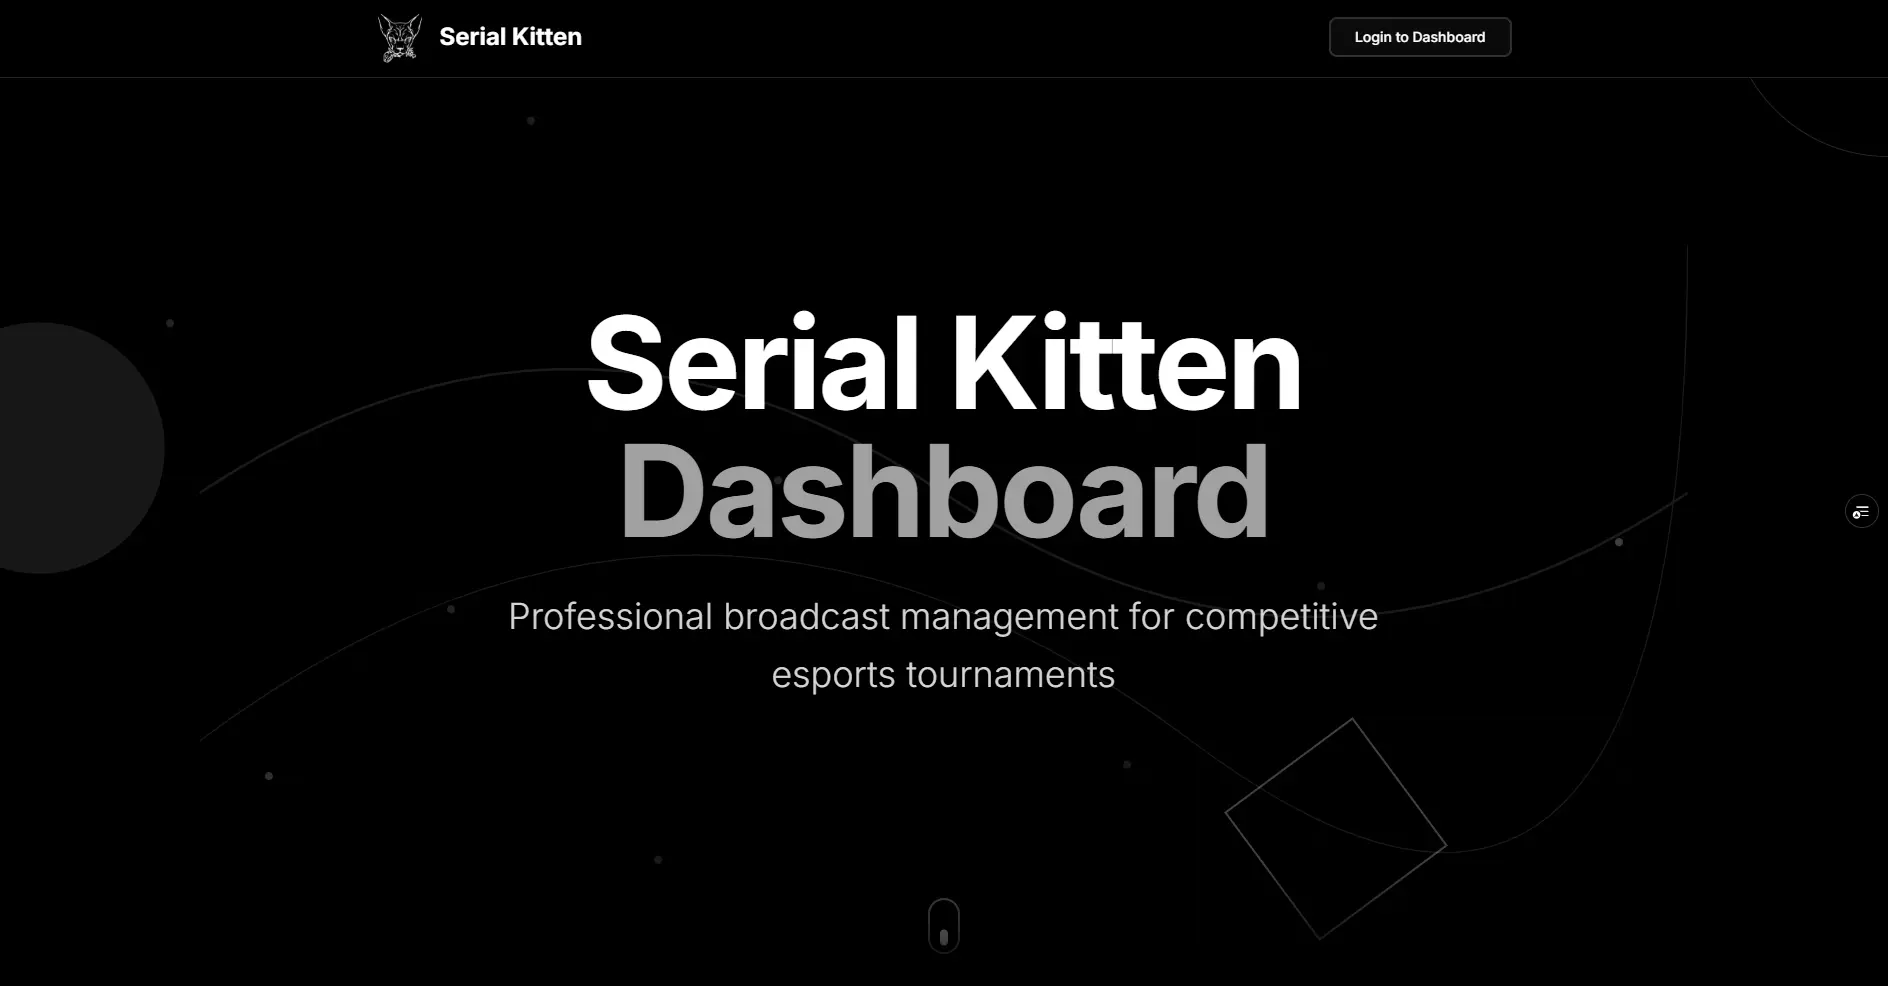 Serial Kitten
Login to Dashboard
Serial Kitten
Dashboard
Professional broadcast management for competitive
esports tournaments